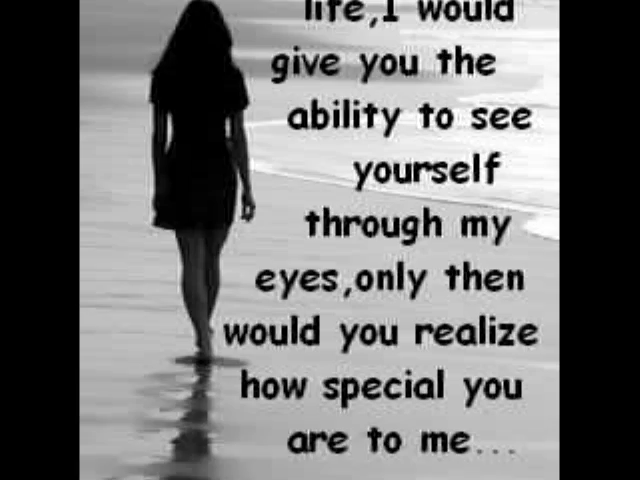 life,I would
give you the
ability to see
yourself
through my
eyes,only then
would you realize
how special you
are to me...